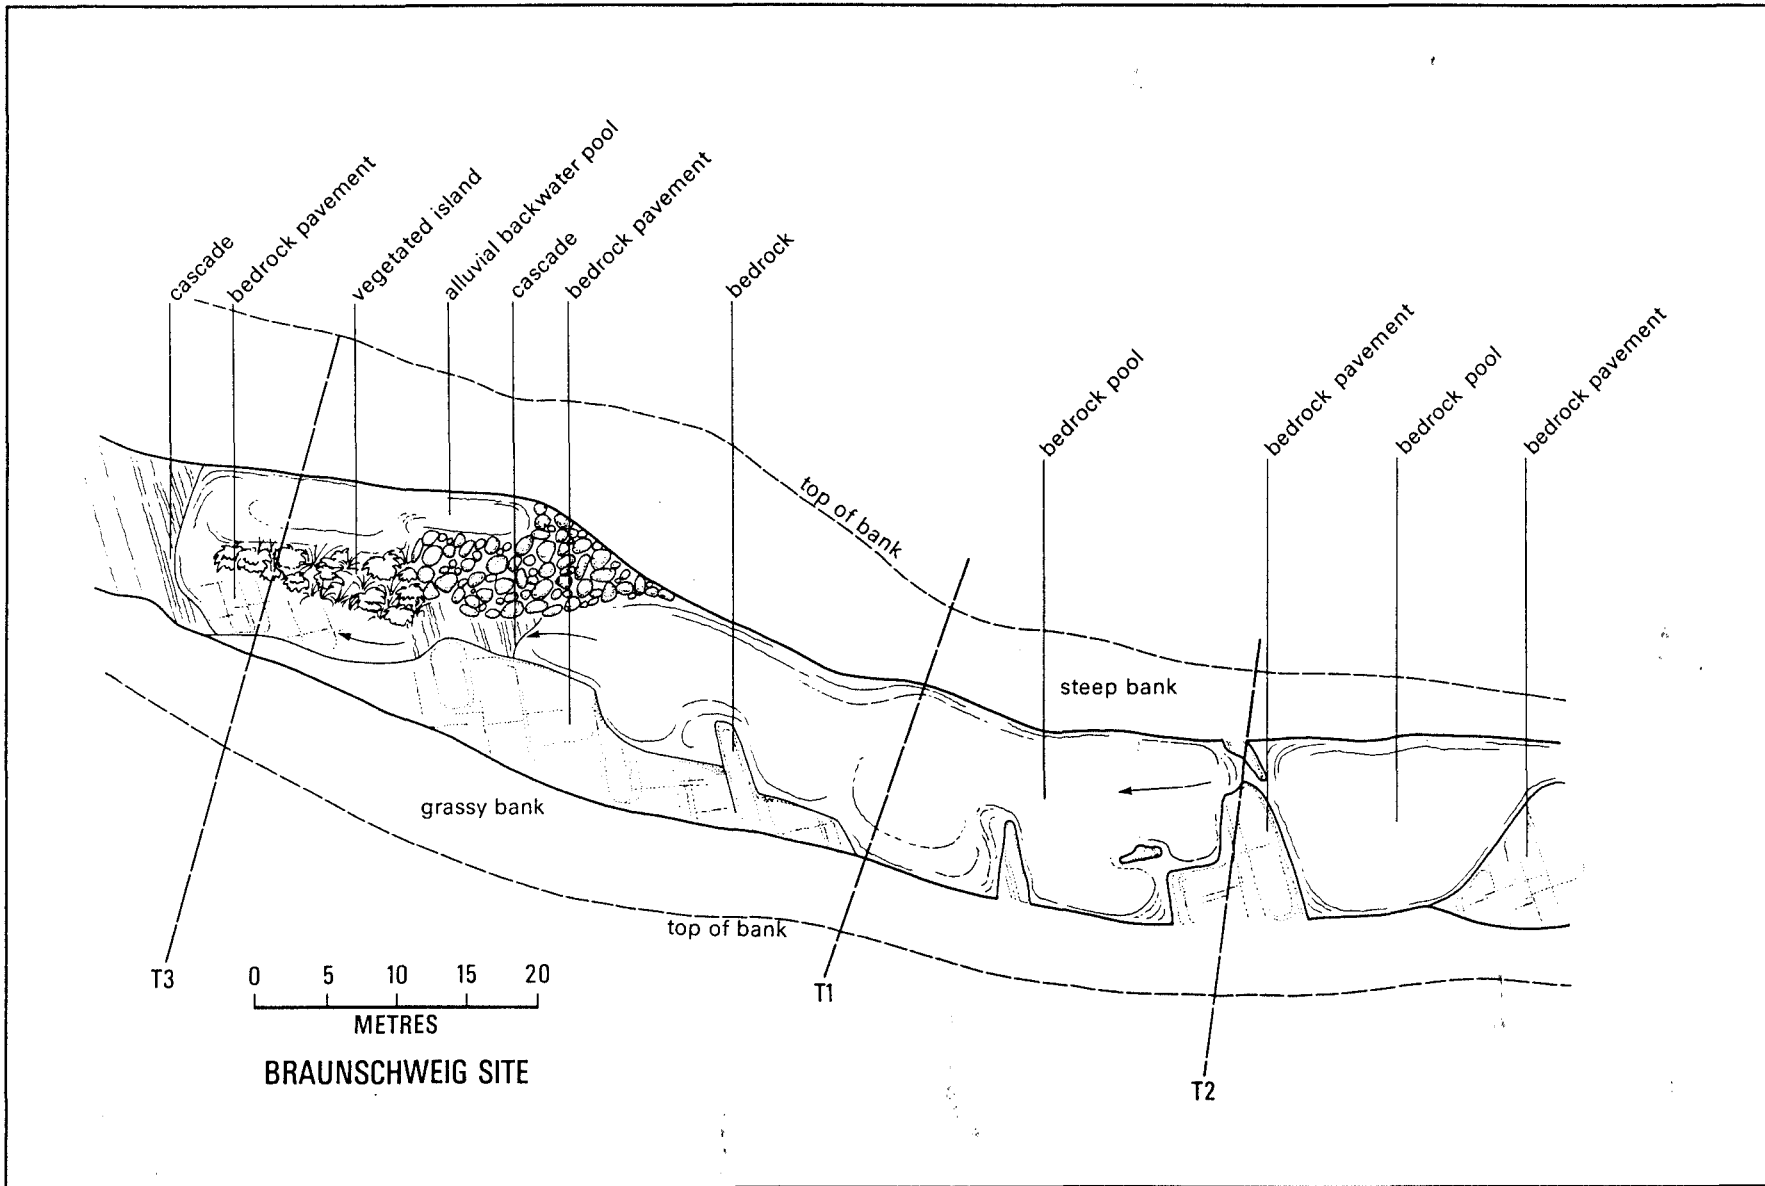 cascade
bedrock pavement
vegetated island
alluvial backwater pool
cascade
bedrock pavement
bedrock
bedrock pool
bedrock pavement
bedrock pool
bedrock pavement
top of bank
steep bank
grassy bank
top of bank
T3
T1
T2
0 5 10 15 20
METRES
BRAUNSCHWEIG SITE